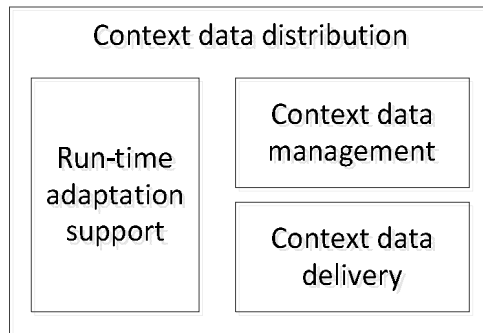 Context data distribution
Run-time
adaptation
support
Context data
management
Context data
delivery